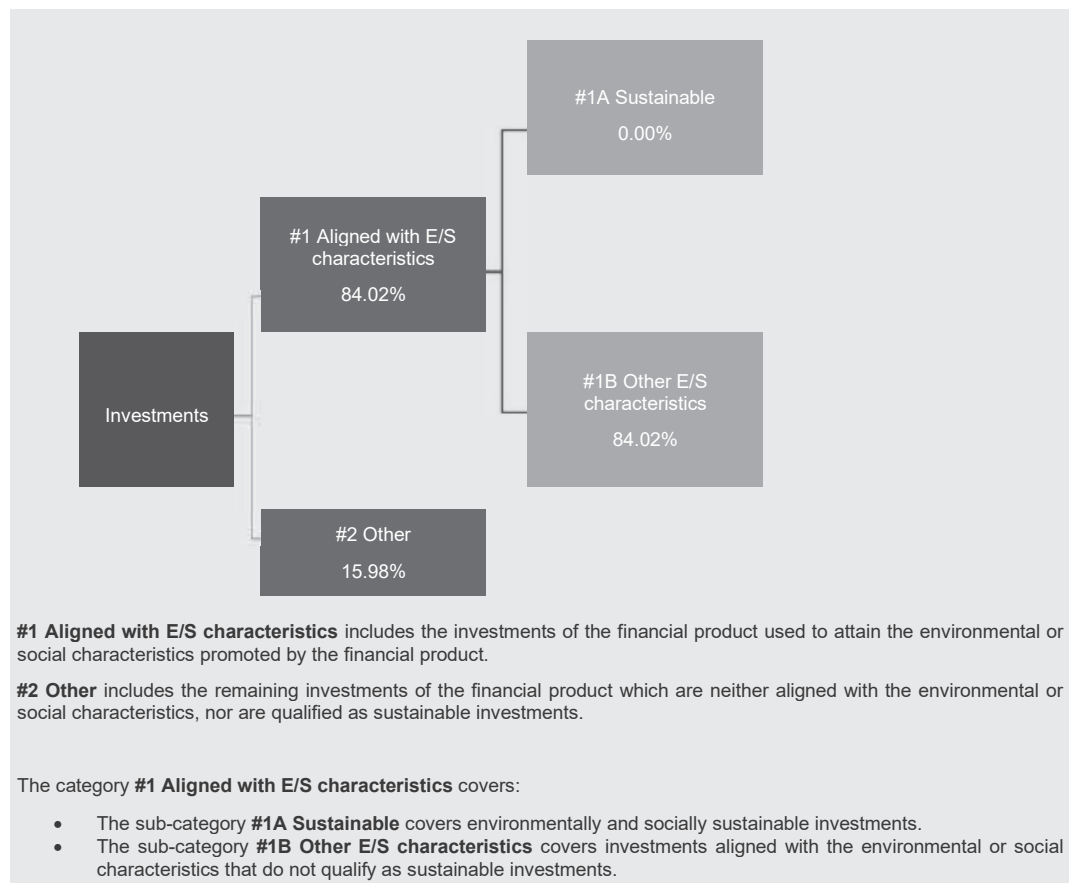 #1A Sustainable
0.00%
#1 Aligned with E/S
characteristics
84.02%
Investments
#1B Other E/S
characteristics
84.02%
#2 Other
15.98%
#1 Aligned with E/S characteristics includes the investments of the financial product used to attain the environmental or
social characteristics promoted by the financial product.
#2 Other includes the remaining investments of the financial product which are neither aligned with the environmental or
social characteristics, nor are qualified as sustainable investments.
The category #1 Aligned with E/S characteristics covers:
• The sub-category #1A Sustainable covers environmentally and socially sustainable investments.
• The sub-category #1B Other E/S characteristics covers investments aligned with the environmental or social
characteristics that do not qualify as sustainable investments.